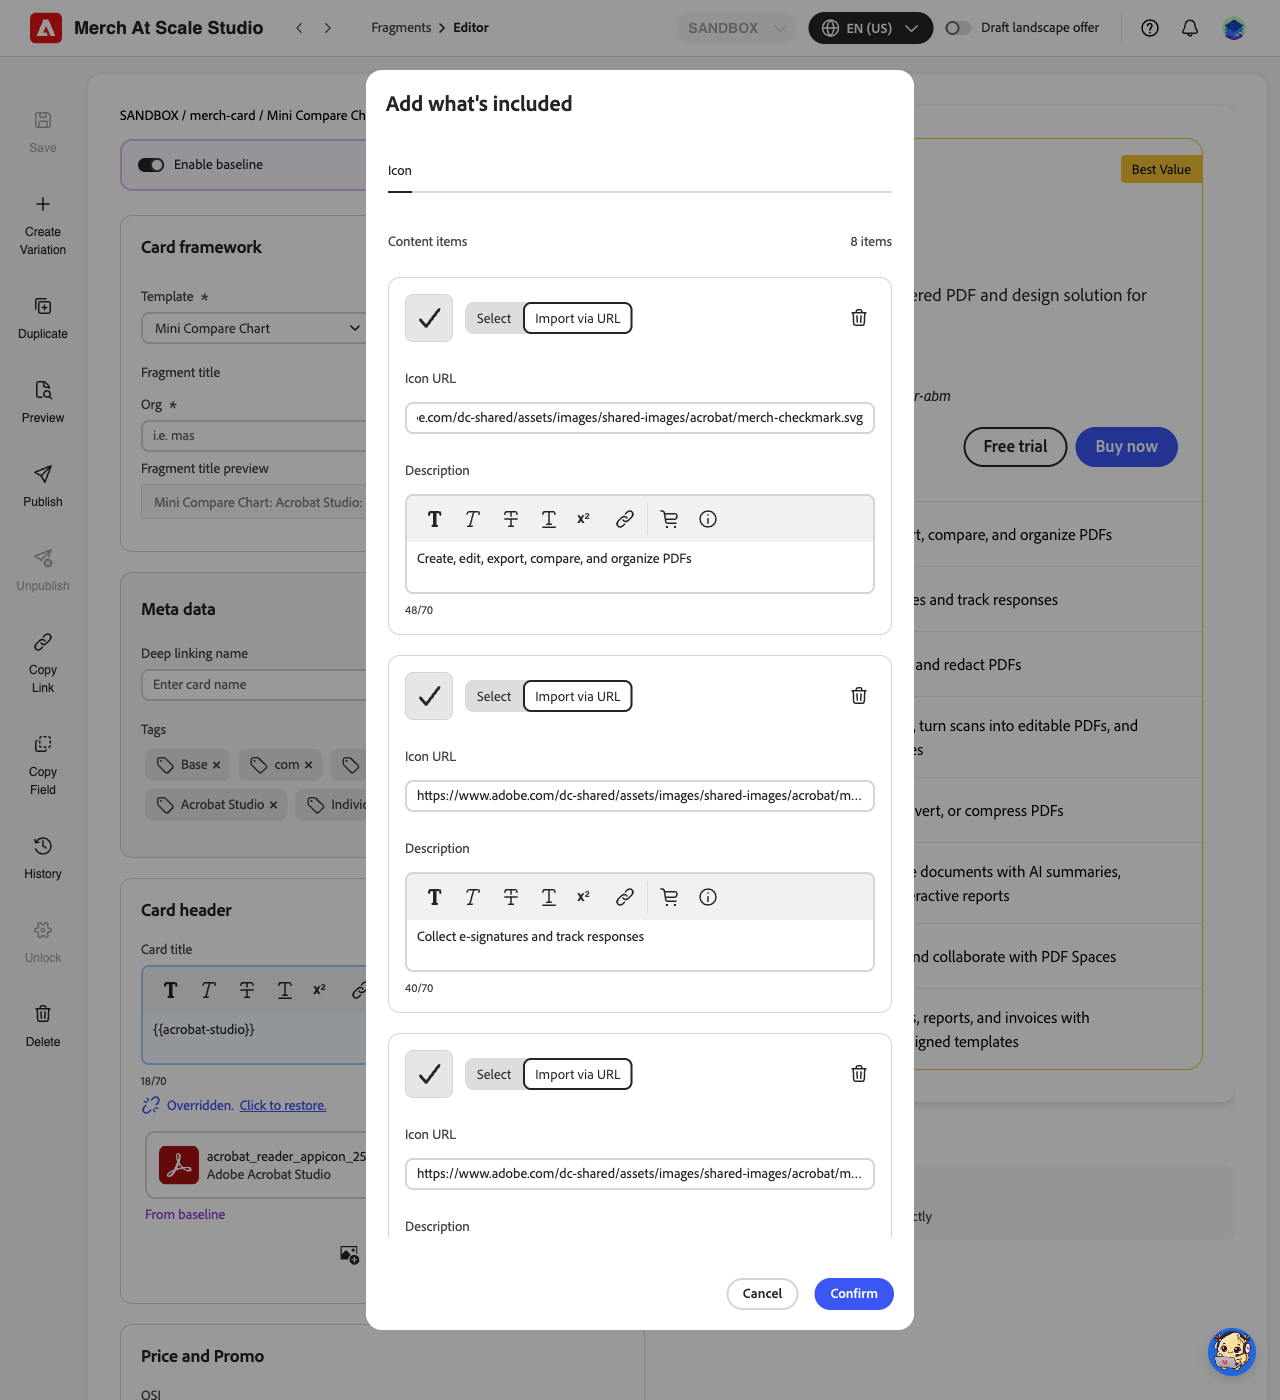 Merch At Scale Studio
Fragments
Editor
SANDBOX
EN (US)
Draft landscape offer
Save
Create
Variation
Duplicate
Preview
Publish
Unpublish
Copy
Link
Copy
Field
History
Unlock
Delete
SANDBOX / merch-card / Mini Compare Ch
Enable baseline
Card framework
Template *
Mini Compare Chart
Fragment title
Org *
i.e. mas
Fragment title preview
Mini Compare Chart: Acrobat Studio:
Meta data
Deep linking name
Enter card name
Tags
Base ×
com ×
Acrobat Studio ×
Individ
Card header
Card title
T T T T x²
{{acrobat-studio}}
18/70
Overridden. Click to restore.
acrobat_reader_appicon_25
Adobe Acrobat Studio
From baseline
Price and Promo
OSI
Add what's included
Icon
Content items
8 items
Select
Import via URL
Icon URL
e.com/dc-shared/assets/images/shared-images/acrobat/merch-checkmark.svg
Description
T T T T x²
Create, edit, export, compare, and organize PDFs
48/70
Select
Import via URL
Icon URL
https://www.adobe.com/dc-shared/assets/images/shared-images/acrobat/m...
Description
T T T T x²
Collect e-signatures and track responses
40/70
Select
Import via URL
Icon URL
https://www.adobe.com/dc-shared/assets/images/shared-images/acrobat/m...
Description
Cancel
Confirm
Best Value
ered PDF and design solution for
r-abm
Free trial
Buy now
t, compare, and organize PDFs
es and track responses
and redact PDFs
, turn scans into editable PDFs, and
es
vert, or compress PDFs
e documents with AI summaries,
ractive reports
nd collaborate with PDF Spaces
s, reports, and invoices with
igned templates
ctly